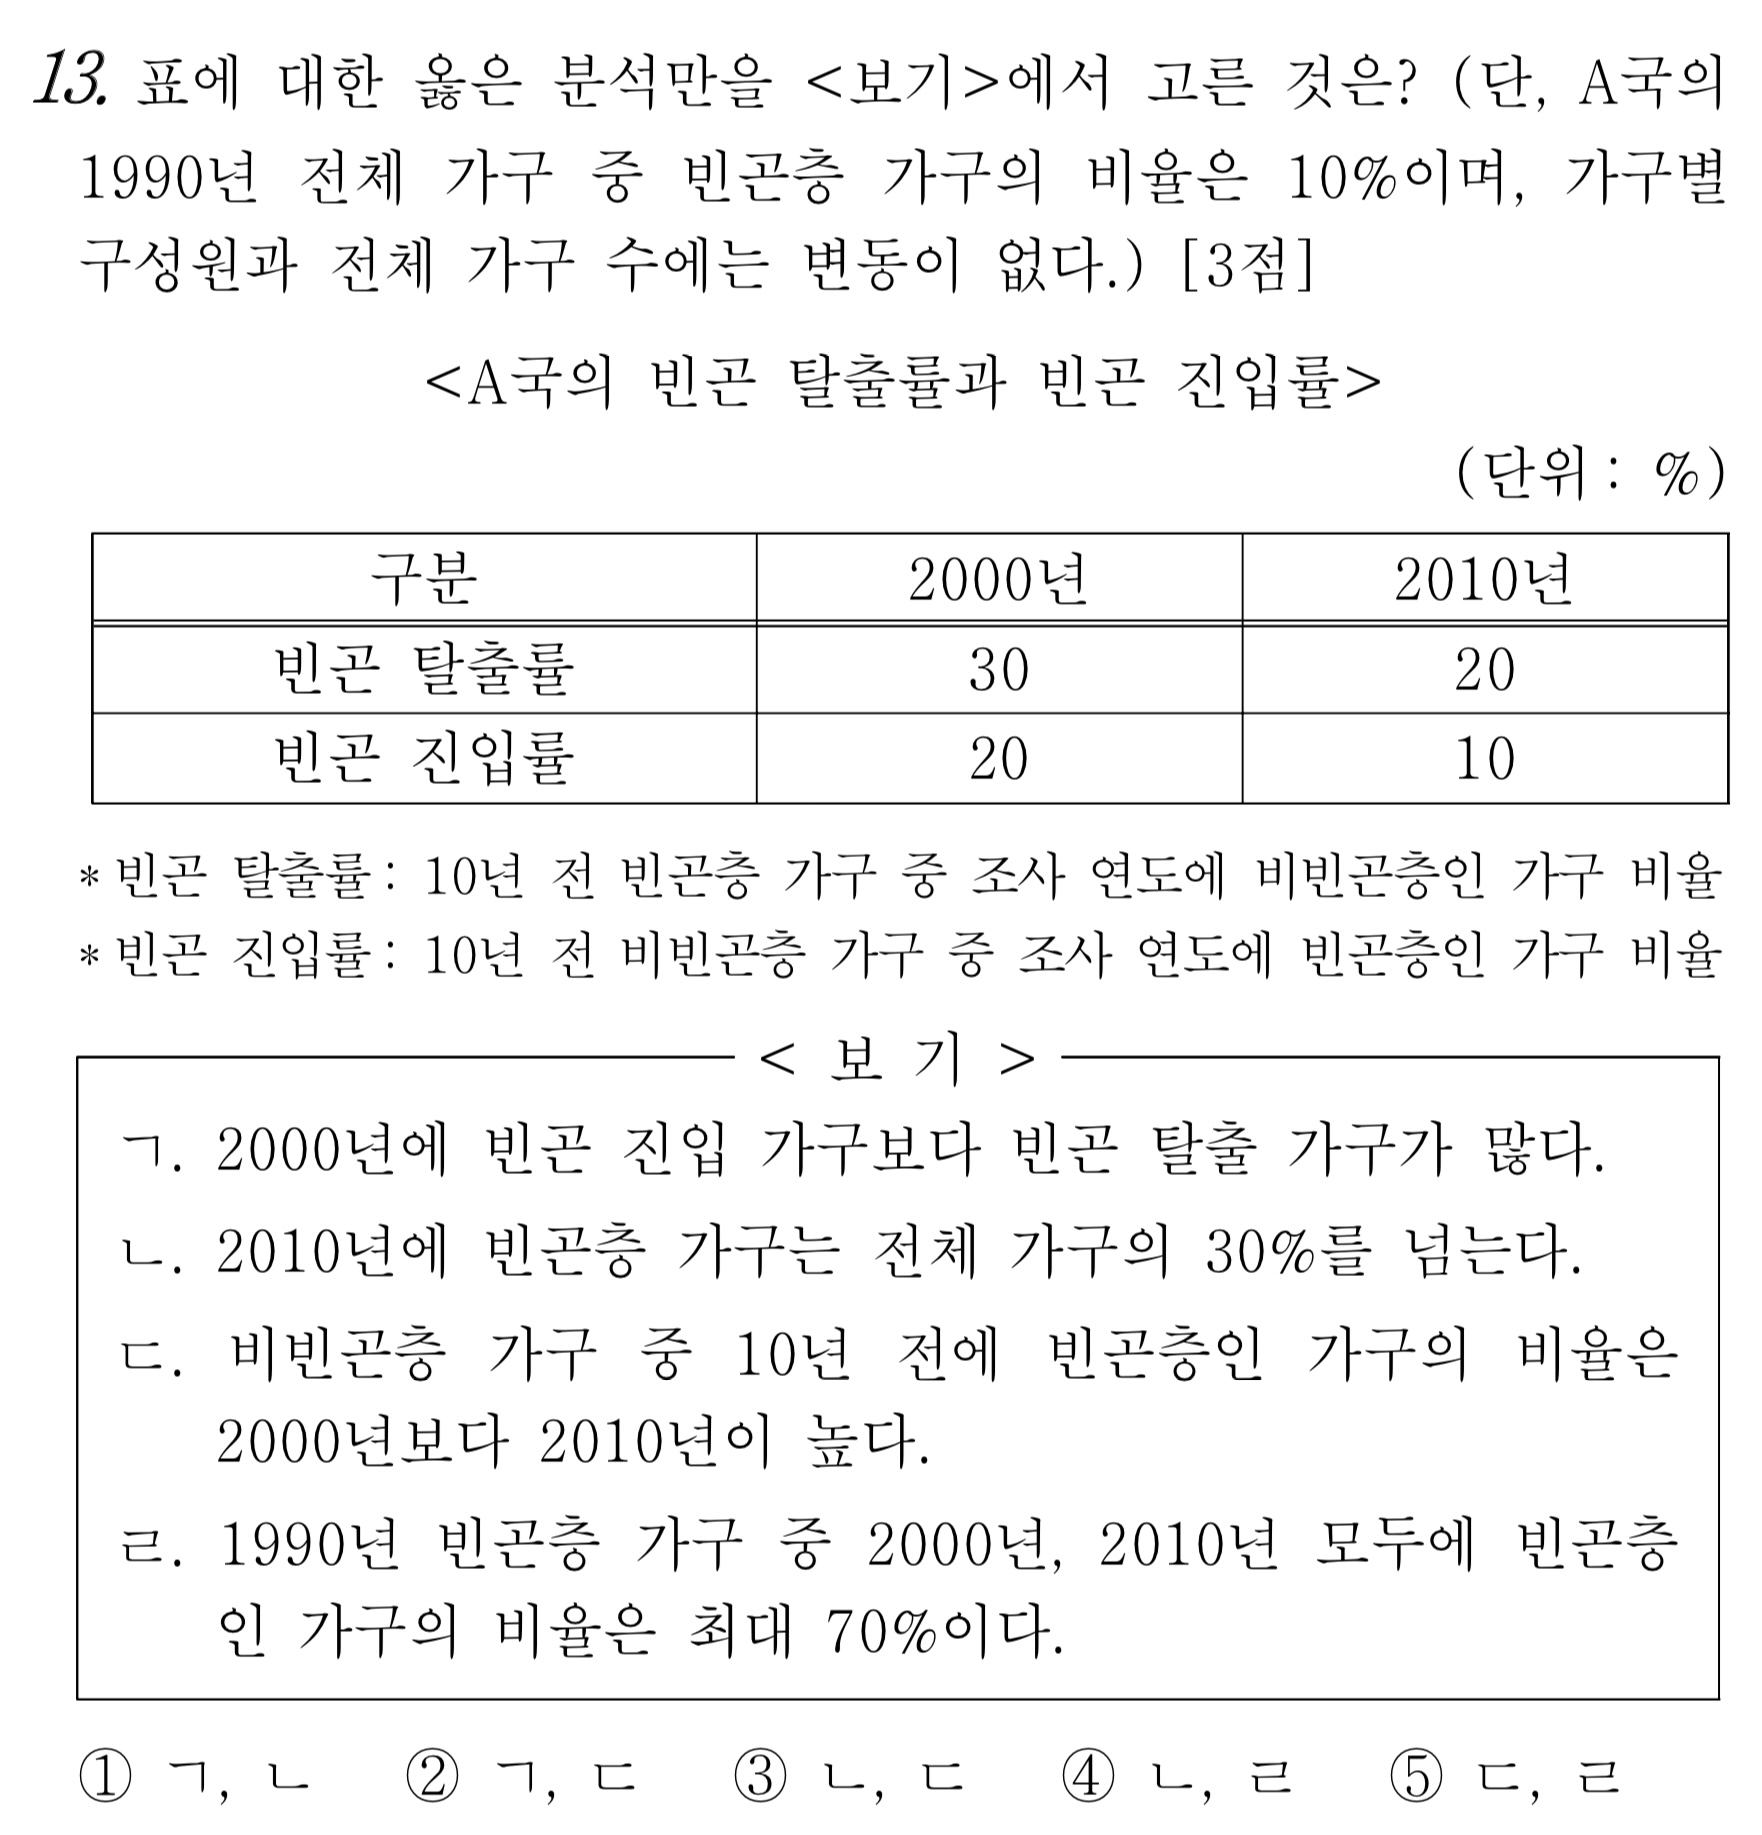 13. 표에 대한 옳은 분석만을 <보기>에서 고른 것은? (단, A국의
1990년 전체 가구 중 빈곤층 가구의 비율은 10%이며, 가구별
구성원과 전체 가구 수에는 변동이 없다.) [3점]
<A국의 빈곤 탈출률과 빈곤 진입률>
(단위 : %)
구분 2000년 2010년
빈곤 탈출률 30 20
빈곤 진입률 20 10
* 빈곤 탈출률 : 10년 전 빈곤층 가구 중 조사 연도에 비빈곤층인 가구 비율
* 빈곤 진입률 : 10년 전 비빈곤층 가구 중 조사 연도에 빈곤층인 가구 비율
< 보 기 >
ㄱ. 2000년에 빈곤 진입 가구보다 빈곤 탈출 가구가 많다.
ㄴ. 2010년에 빈곤층 가구는 전체 가구의 30%를 넘는다.
ㄷ. 비빈곤층 가구 중 10년 전에 빈곤층인 가구의 비율은
2000년보다 2010년이 높다.
ㄹ. 1990년 빈곤층 가구 중 2000년, 2010년 모두에 빈곤층
인 가구의 비율은 최대 70%이다.
① ㄱ, ㄴ ② ㄱ, ㄷ ③ ㄴ, ㄷ ④ ㄴ, ㄹ ⑤ ㄷ, ㄹ